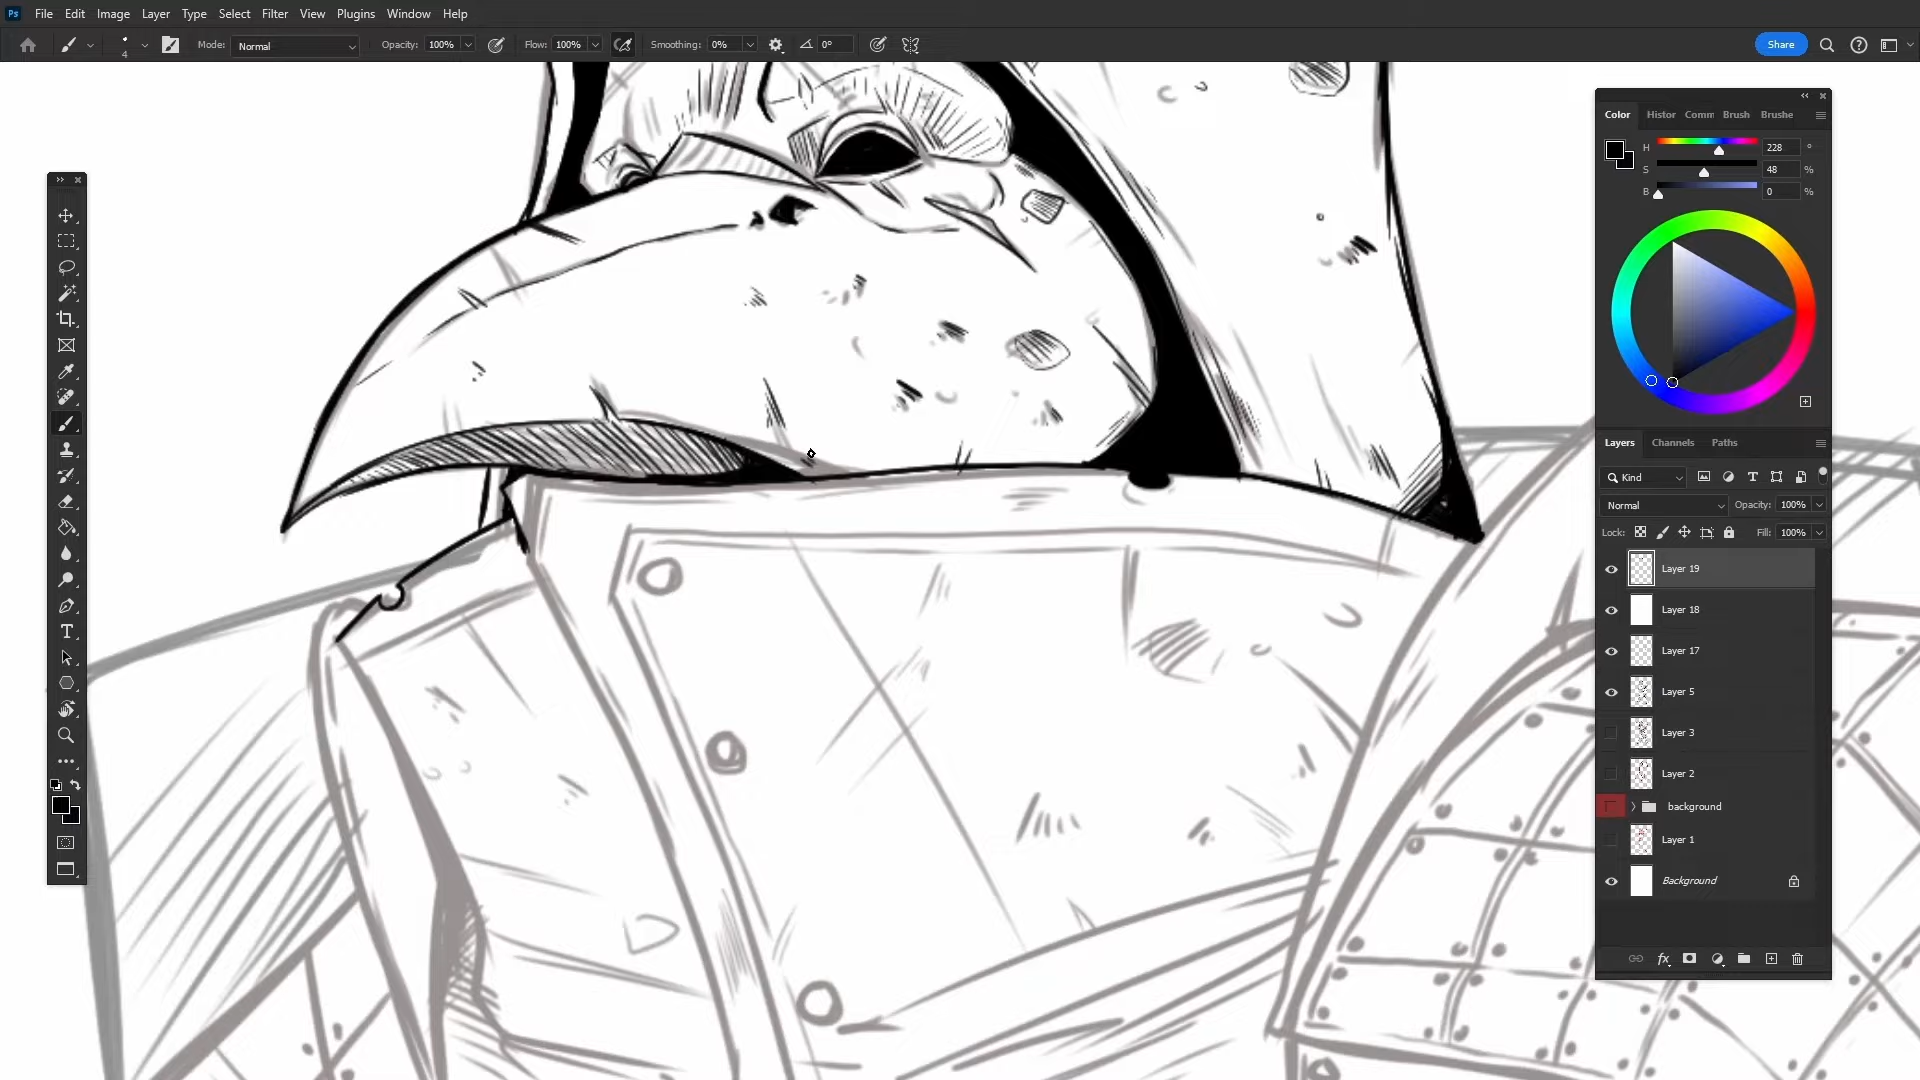 Ps File Edit Image Layer Type Select Filter View Plugins Window Help
4 Mode: Normal Opacity: 100% Flow: 100% Smoothing: 0% 0° Share
Color Histor Comm Brush Brushe
H 228 °
S 48 %
B 0 %
Layers Channels Paths
Kind
Normal Opacity: 100%
Lock: Fill: 100%
Layer 19
Layer 18
Layer 17
Layer 5
Layer 3
Layer 2
background
Layer 1
Background